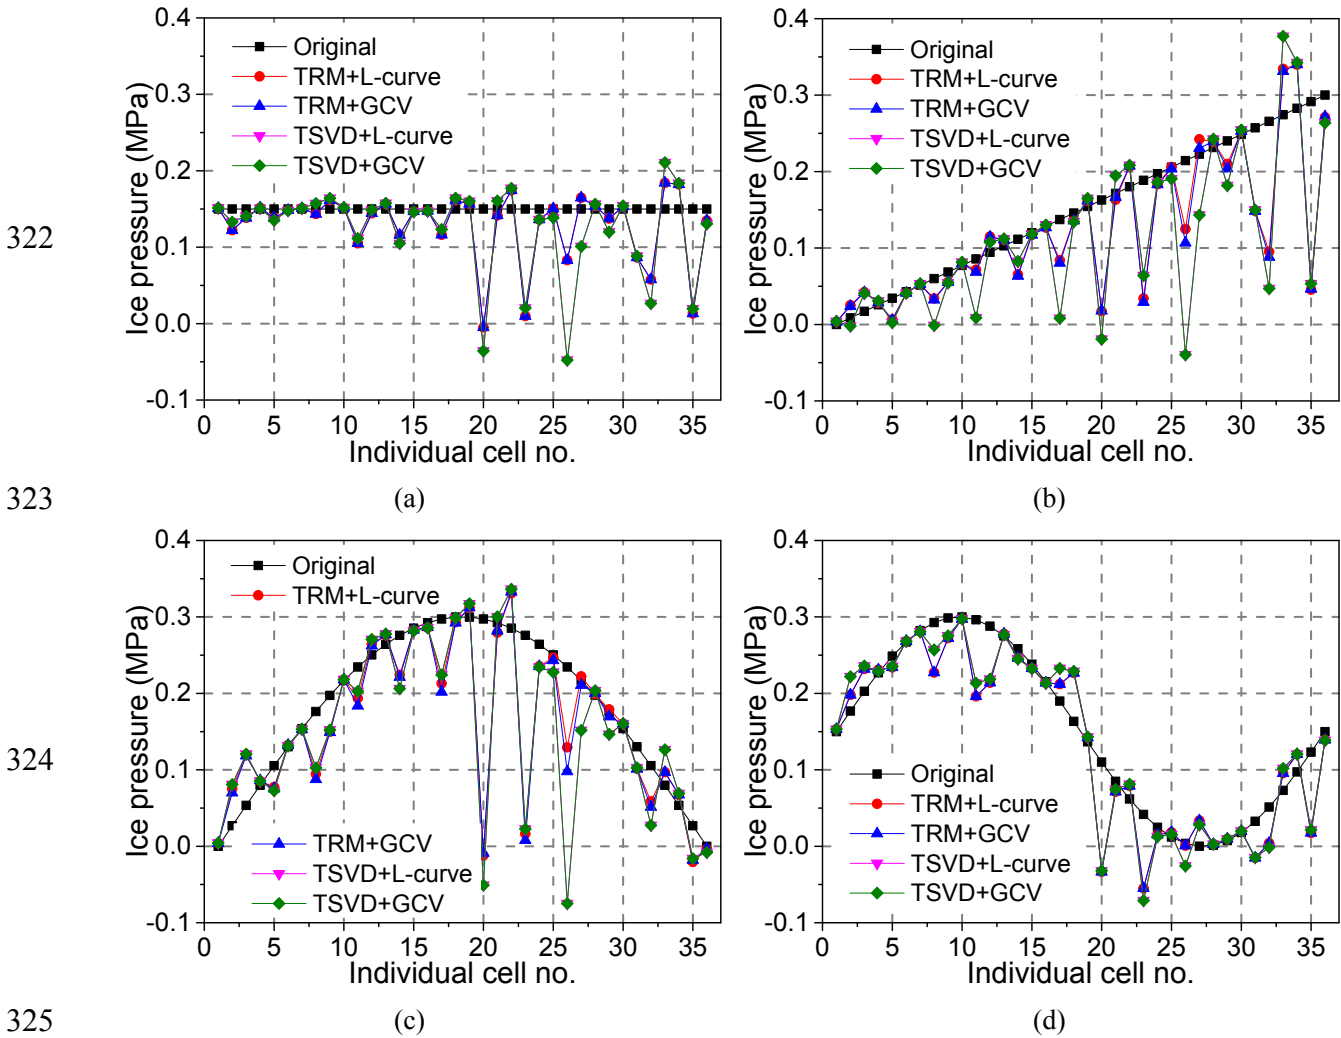 0.4
0.3
0.2
0.1
0.0
-0.1
Ice pressure (MPa)
Original
TRM+L-curve
TRM+GCV
TSVD+L-curve
TSVD+GCV
0 5 10 15 20 25 30 35
Individual cell no.
0.4
0.3
0.2
0.1
0.0
-0.1
Ice pressure (MPa)
Original
TRM+L-curve
TRM+GCV
TSVD+L-curve
TSVD+GCV
0 5 10 15 20 25 30 35
Individual cell no.
322
323 (a) (b)
0.4
0.3
0.2
0.1
0.0
-0.1
Ice pressure (MPa)
Original
TRM+L-curve
TRM+GCV
TSVD+L-curve
TSVD+GCV
0 5 10 15 20 25 30 35
Individual cell no.
0.4
0.3
0.2
0.1
0.0
-0.1
Ice pressure (MPa)
Original
TRM+L-curve
TRM+GCV
TSVD+L-curve
TSVD+GCV
0 5 10 15 20 25 30 35
Individual cell no.
324
325 (c) (d)